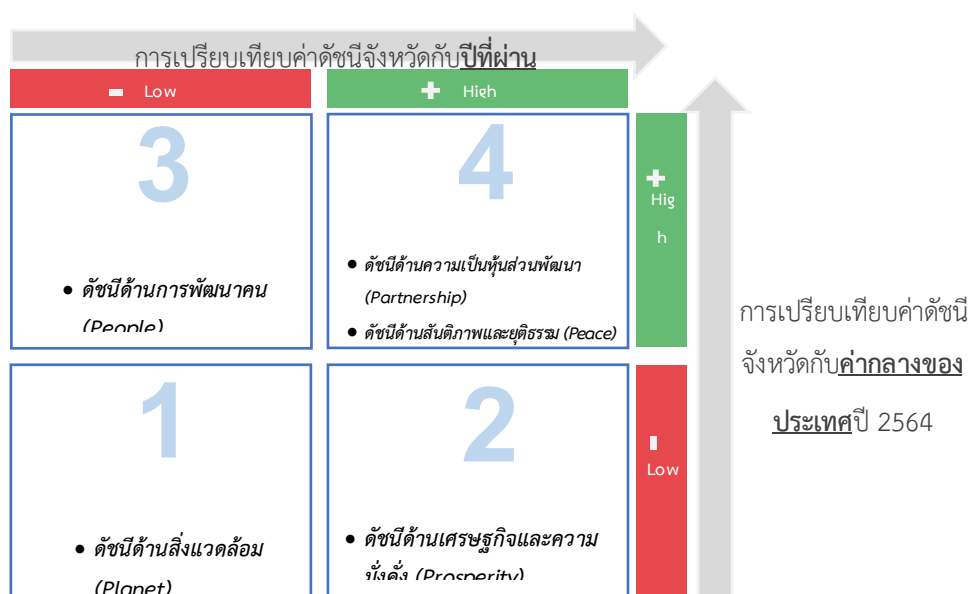 การเปรียบเทียบค่าดัชนีจังหวัดกับปีที่ผ่าน
Low
High
3
• ดัชนีด้านการพัฒนาคน
(People)
4
• ดัชนีด้านความเป็นหุ้นส่วนพัฒนา
(Partnership)
• ดัชนีด้านสันติภาพและยุติธรรม (Peace)
+
Hig
h
การเปรียบเทียบค่าดัชนี
จังหวัดกับค่ากลางของ
ประเทศปี 2564
1
• ดัชนีด้านสิ่งแวดล้อม
(Planet)
2
• ดัชนีด้านเศรษฐกิจและความ
มั่งคั่ง (Prosperity)
Low